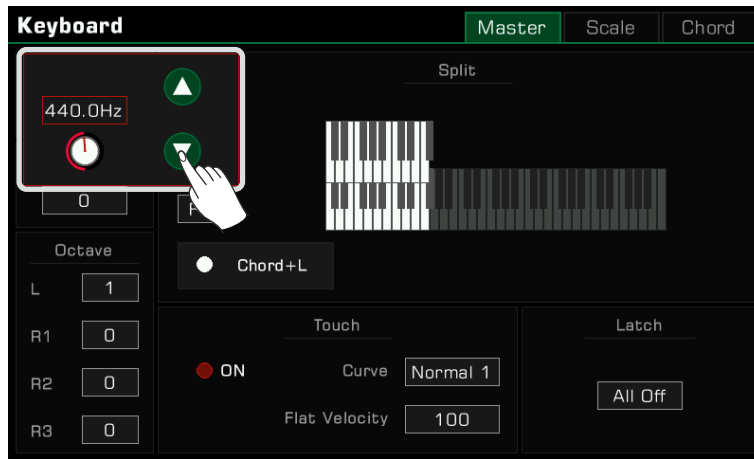 Keyboard
Master
Scale
Chord
440.0Hz
Split
0
Chord+L
Octave
L 1
R1 0
R2 0
R3 0
Touch
ON
Curve Normal 1
Flat Velocity 100
Latch
All Off